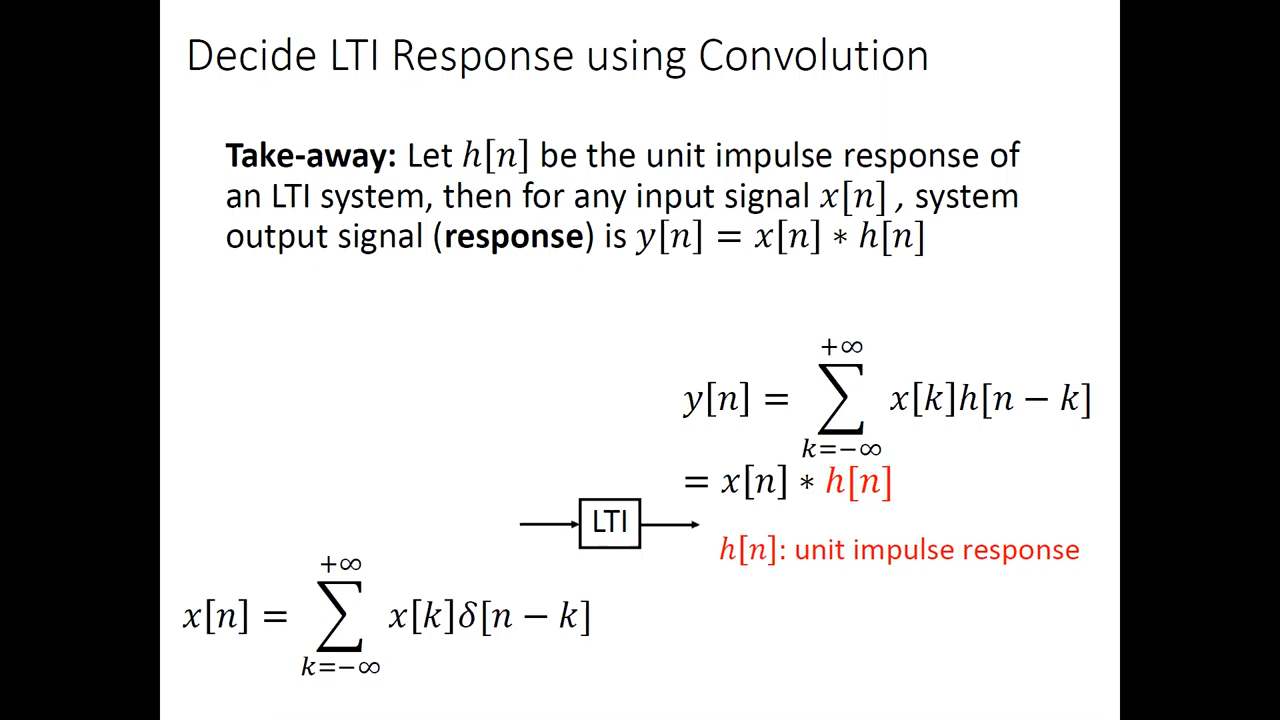 Decide LTI Response using Convolution
Take-away: Let ℎ[𝑛] be the unit impulse response of
an LTI system, then for any input signal 𝑥[𝑛] , system
output signal (response) is 𝑦[𝑛] = 𝑥[𝑛] ∗ ℎ[𝑛]
𝑦[𝑛] = ∑_{𝑘=−∞}^{+∞} 𝑥[𝑘]ℎ[𝑛 − 𝑘]
= 𝑥[𝑛] ∗ ℎ[𝑛]
LTI
ℎ[𝑛]: unit impulse response
𝑥[𝑛] = ∑_{𝑘=−∞}^{+∞} 𝑥[𝑘]𝛿[𝑛 − 𝑘]